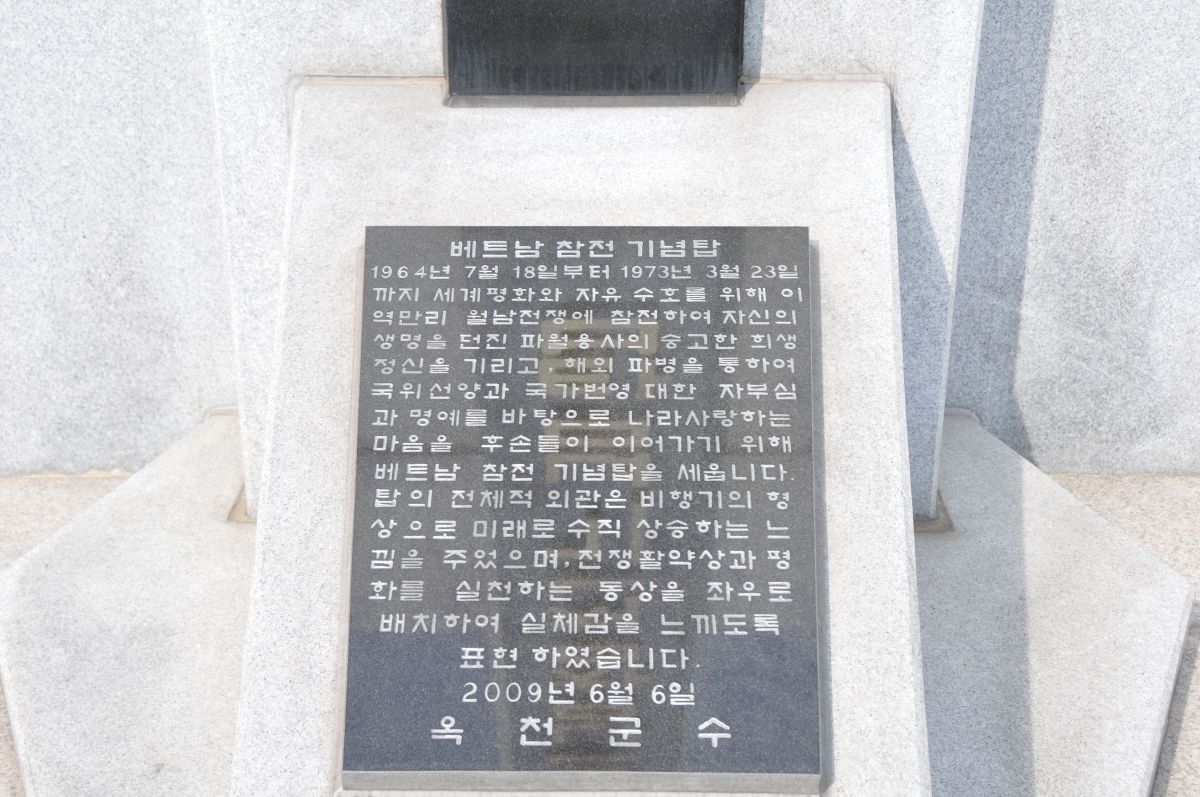 베트남 참전 기념탑
1964년 7월 18일부터 1973년 3월 23일
까지 세계평화와 자유 수호를 위해 이
역만리 월남전쟁에 참전하여 자신의
생명을 던진 파월용사의 숭고한 희생
정신을 기리고, 해외 파병을 통하여
국위선양과 국가번영 대한 자부심
과 명예를 바탕으로 나라사랑하는
마음을 후손들이 이어가기 위해
베트남 참전 기념탑을 세웁니다.
탑의 전체적 외관은 비행기의 형
상으로 미래로 수직 상승하는 느
낌을 주었으며, 전쟁활약상과 평
화를 실천하는 동상을 좌우로
배치하여 실체감을 느끼도록
표현 하였습니다.
2009년 6월 6일
옥천군수